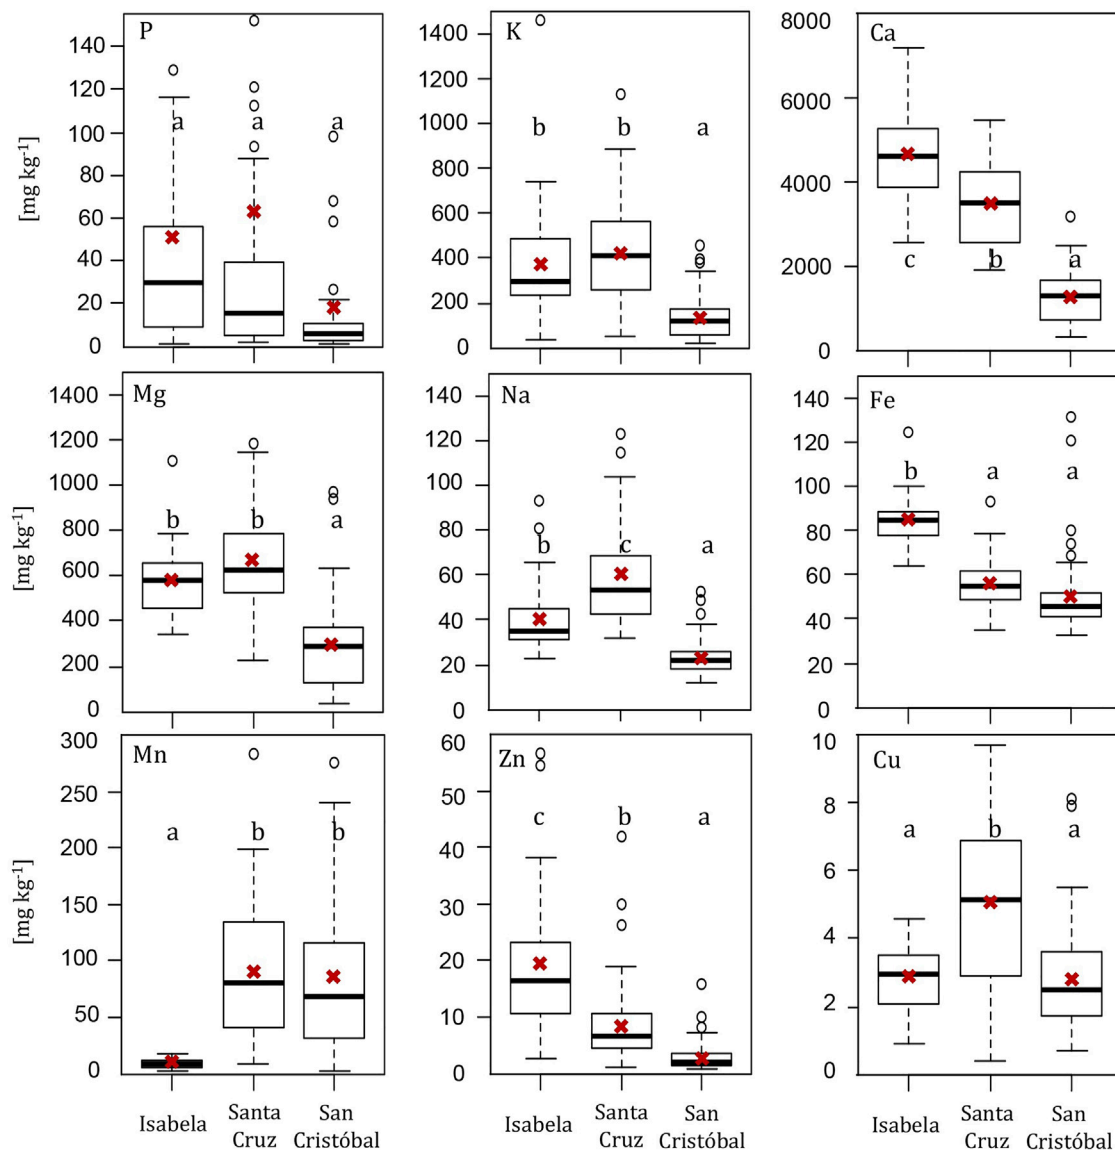 P
K
Ca
[mg kg-1]
140
120
100
80
60
40
20
0
a
a
a
1400
1200
1000
800
600
400
200
0
b
b
a
8000
6000
4000
2000
0
c
b
a
Mg
Na
Fe
[mg kg-1]
1400
1200
1000
800
600
400
200
0
b
b
a
140
120
100
80
60
40
20
0
b
c
a
140
120
100
80
60
40
20
0
b
a
a
Mn
Zn
Cu
[mg kg-1]
300
250
200
150
100
50
0
a
b
b
60
50
40
30
20
10
0
c
b
a
10
8
6
4
2
0
a
b
a
Isabela
Santa
Cruz
San
Cristóbal
Isabela
Santa
Cruz
San
Cristóbal
Isabela
Santa
Cruz
San
Cristóbal